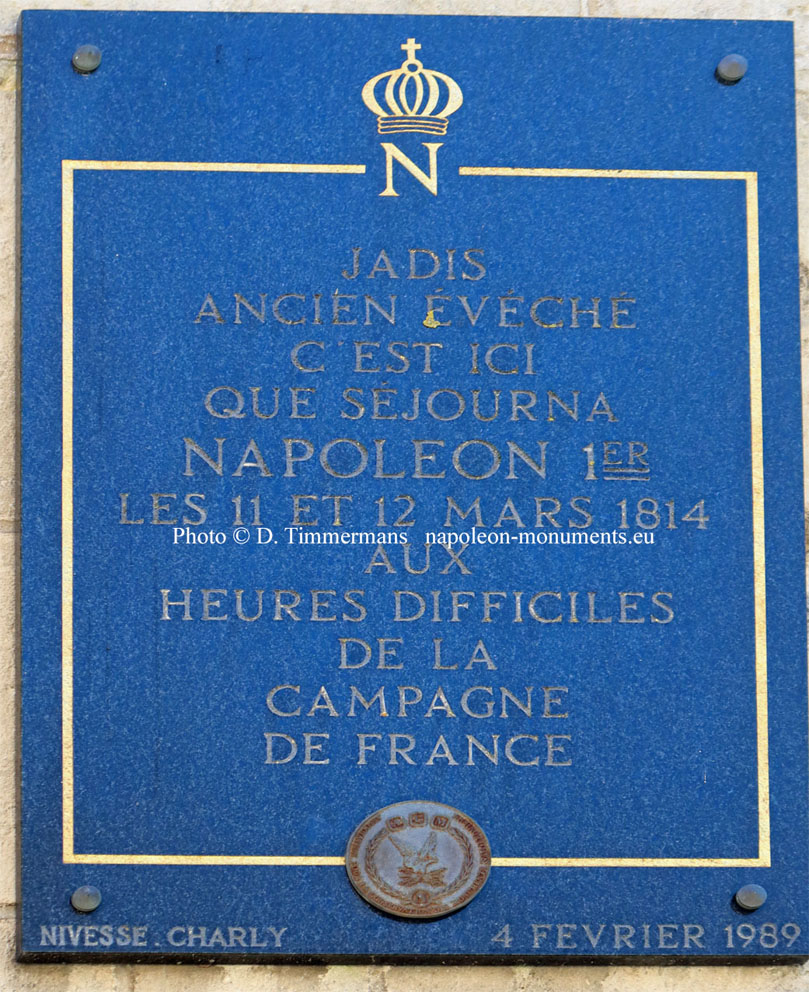 N
JADIS
ANCIEN ÉVÉCHÉ
C'EST ICI
QUE SÉJOURNA
NAPOLEON 1ER
LES 11 ET 12 MARS 1814
Photo © D. Timmermans napoleon-monuments.eu
AUX
HEURES DIFFICILES
DE LA
CAMPAGNE
DE FRANCE
NIVESSE. CHARLY
4 FEVRIER 1989